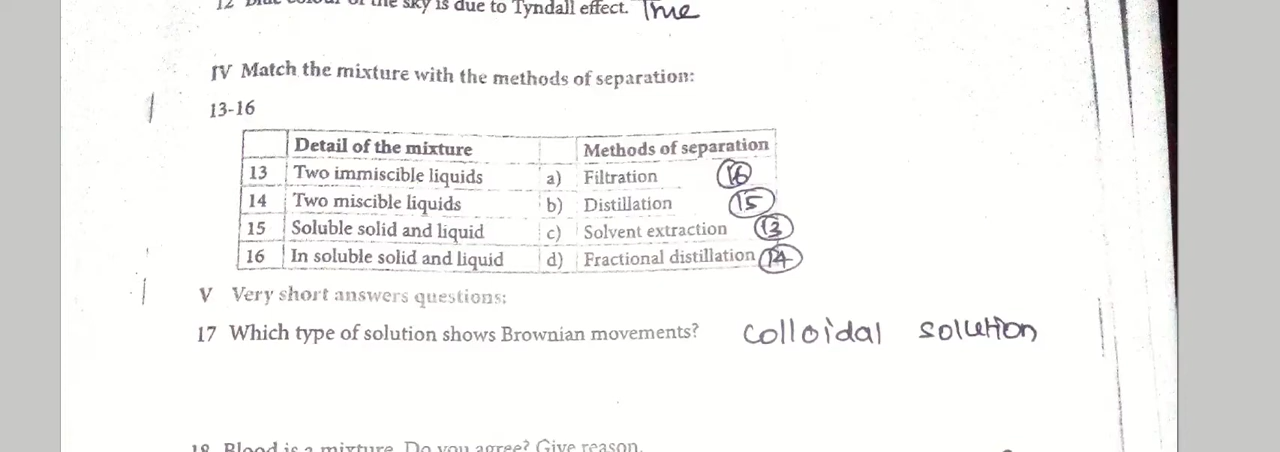 12 Blue colour of the sky is due to Tyndall effect. True
IV Match the mixture with the methods of separation:
13-16
Detail of the mixture Methods of separation
13 Two immiscible liquids a) Filtration 16
14 Two miscible liquids b) Distillation 15
15 Soluble solid and liquid c) Solvent extraction 13
16 In soluble solid and liquid d) Fractional distillation 14
V Very short answers questions:
17 Which type of solution shows Brownian movements? colloidal solution
18 Blood is a mixture. Do you agree? Give reason.